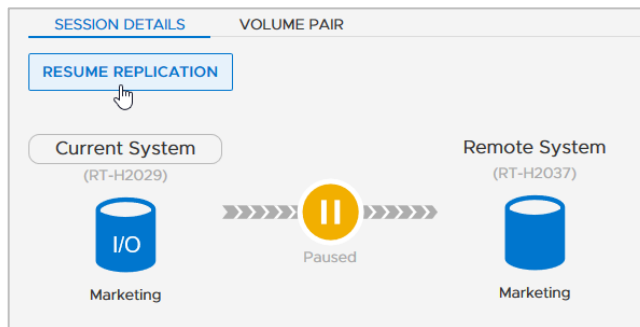 SESSION DETAILS VOLUME PAIR
RESUME REPLICATION
Current System Remote System
(RT-H2029) (RT-H2037)
I/O
Paused
Marketing Marketing